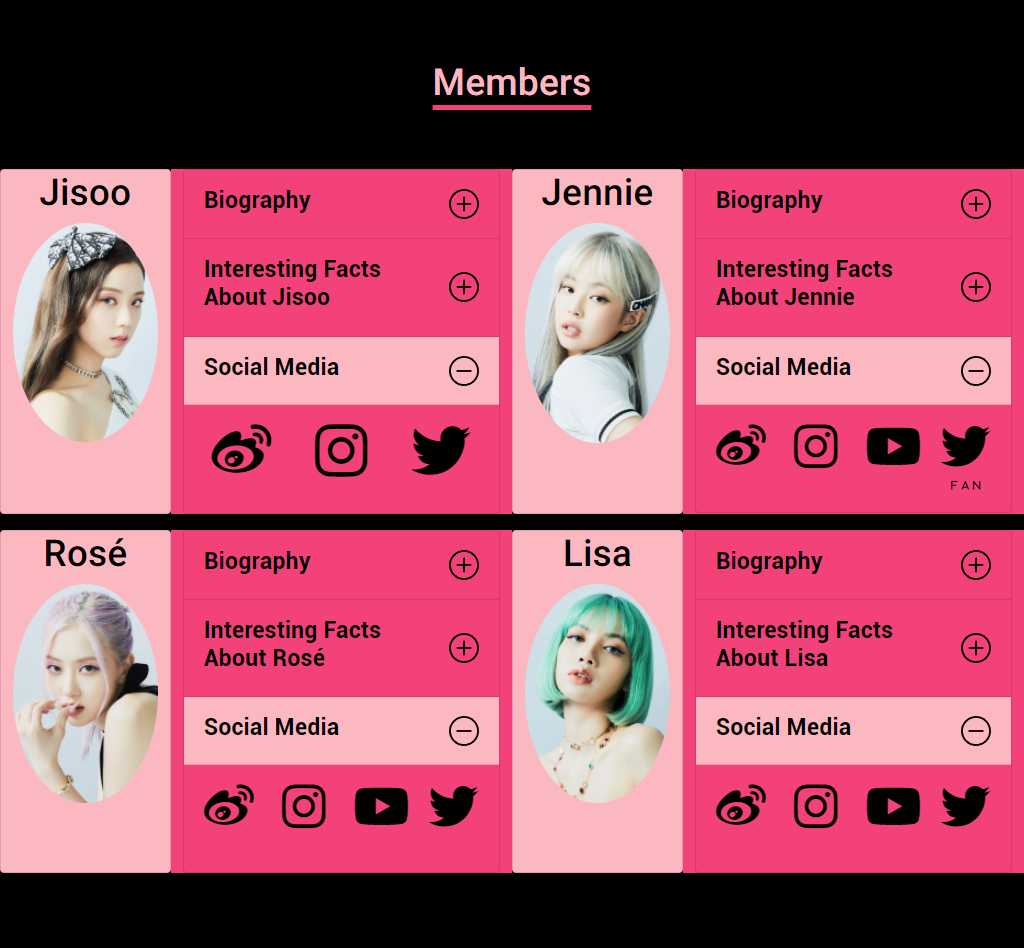 Members
Jisoo
Biography
Interesting Facts
About Jisoo
Social Media
Jennie
Biography
Interesting Facts
About Jennie
Social Media
FAN
Rosé
Biography
Interesting Facts
About Rosé
Social Media
Lisa
Biography
Interesting Facts
About Lisa
Social Media